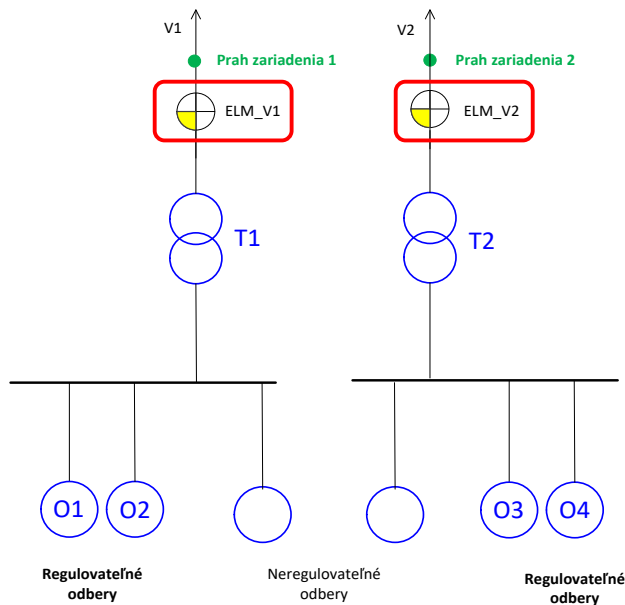 V1
V2
Prah zariadenia 1
Prah zariadenia 2
ELM_V1
ELM_V2
T1
T2
O1
O2
O3
O4
Regulovateľné
odbery
Neregulovateľné
odbery
Regulovateľné
odbery